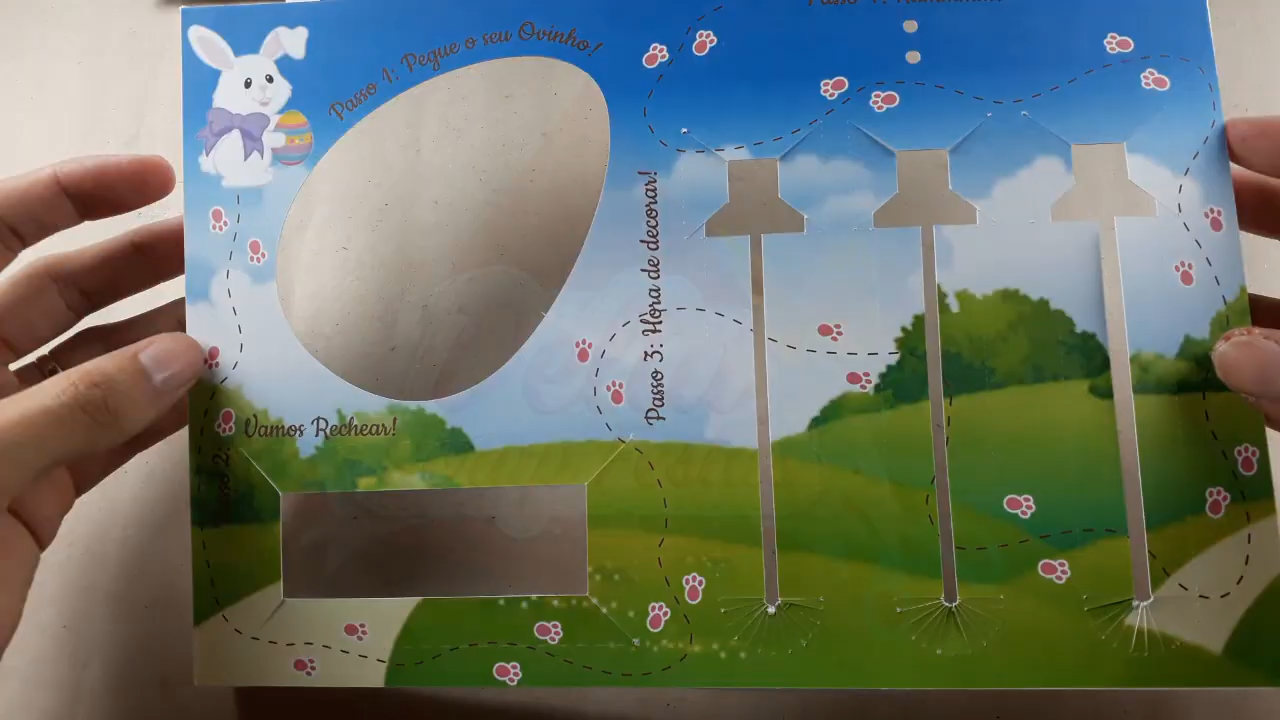 Passo 1: Pegue o seu Ovinho!
Vamos Rechear!
Passo 3: Hora de decorar!